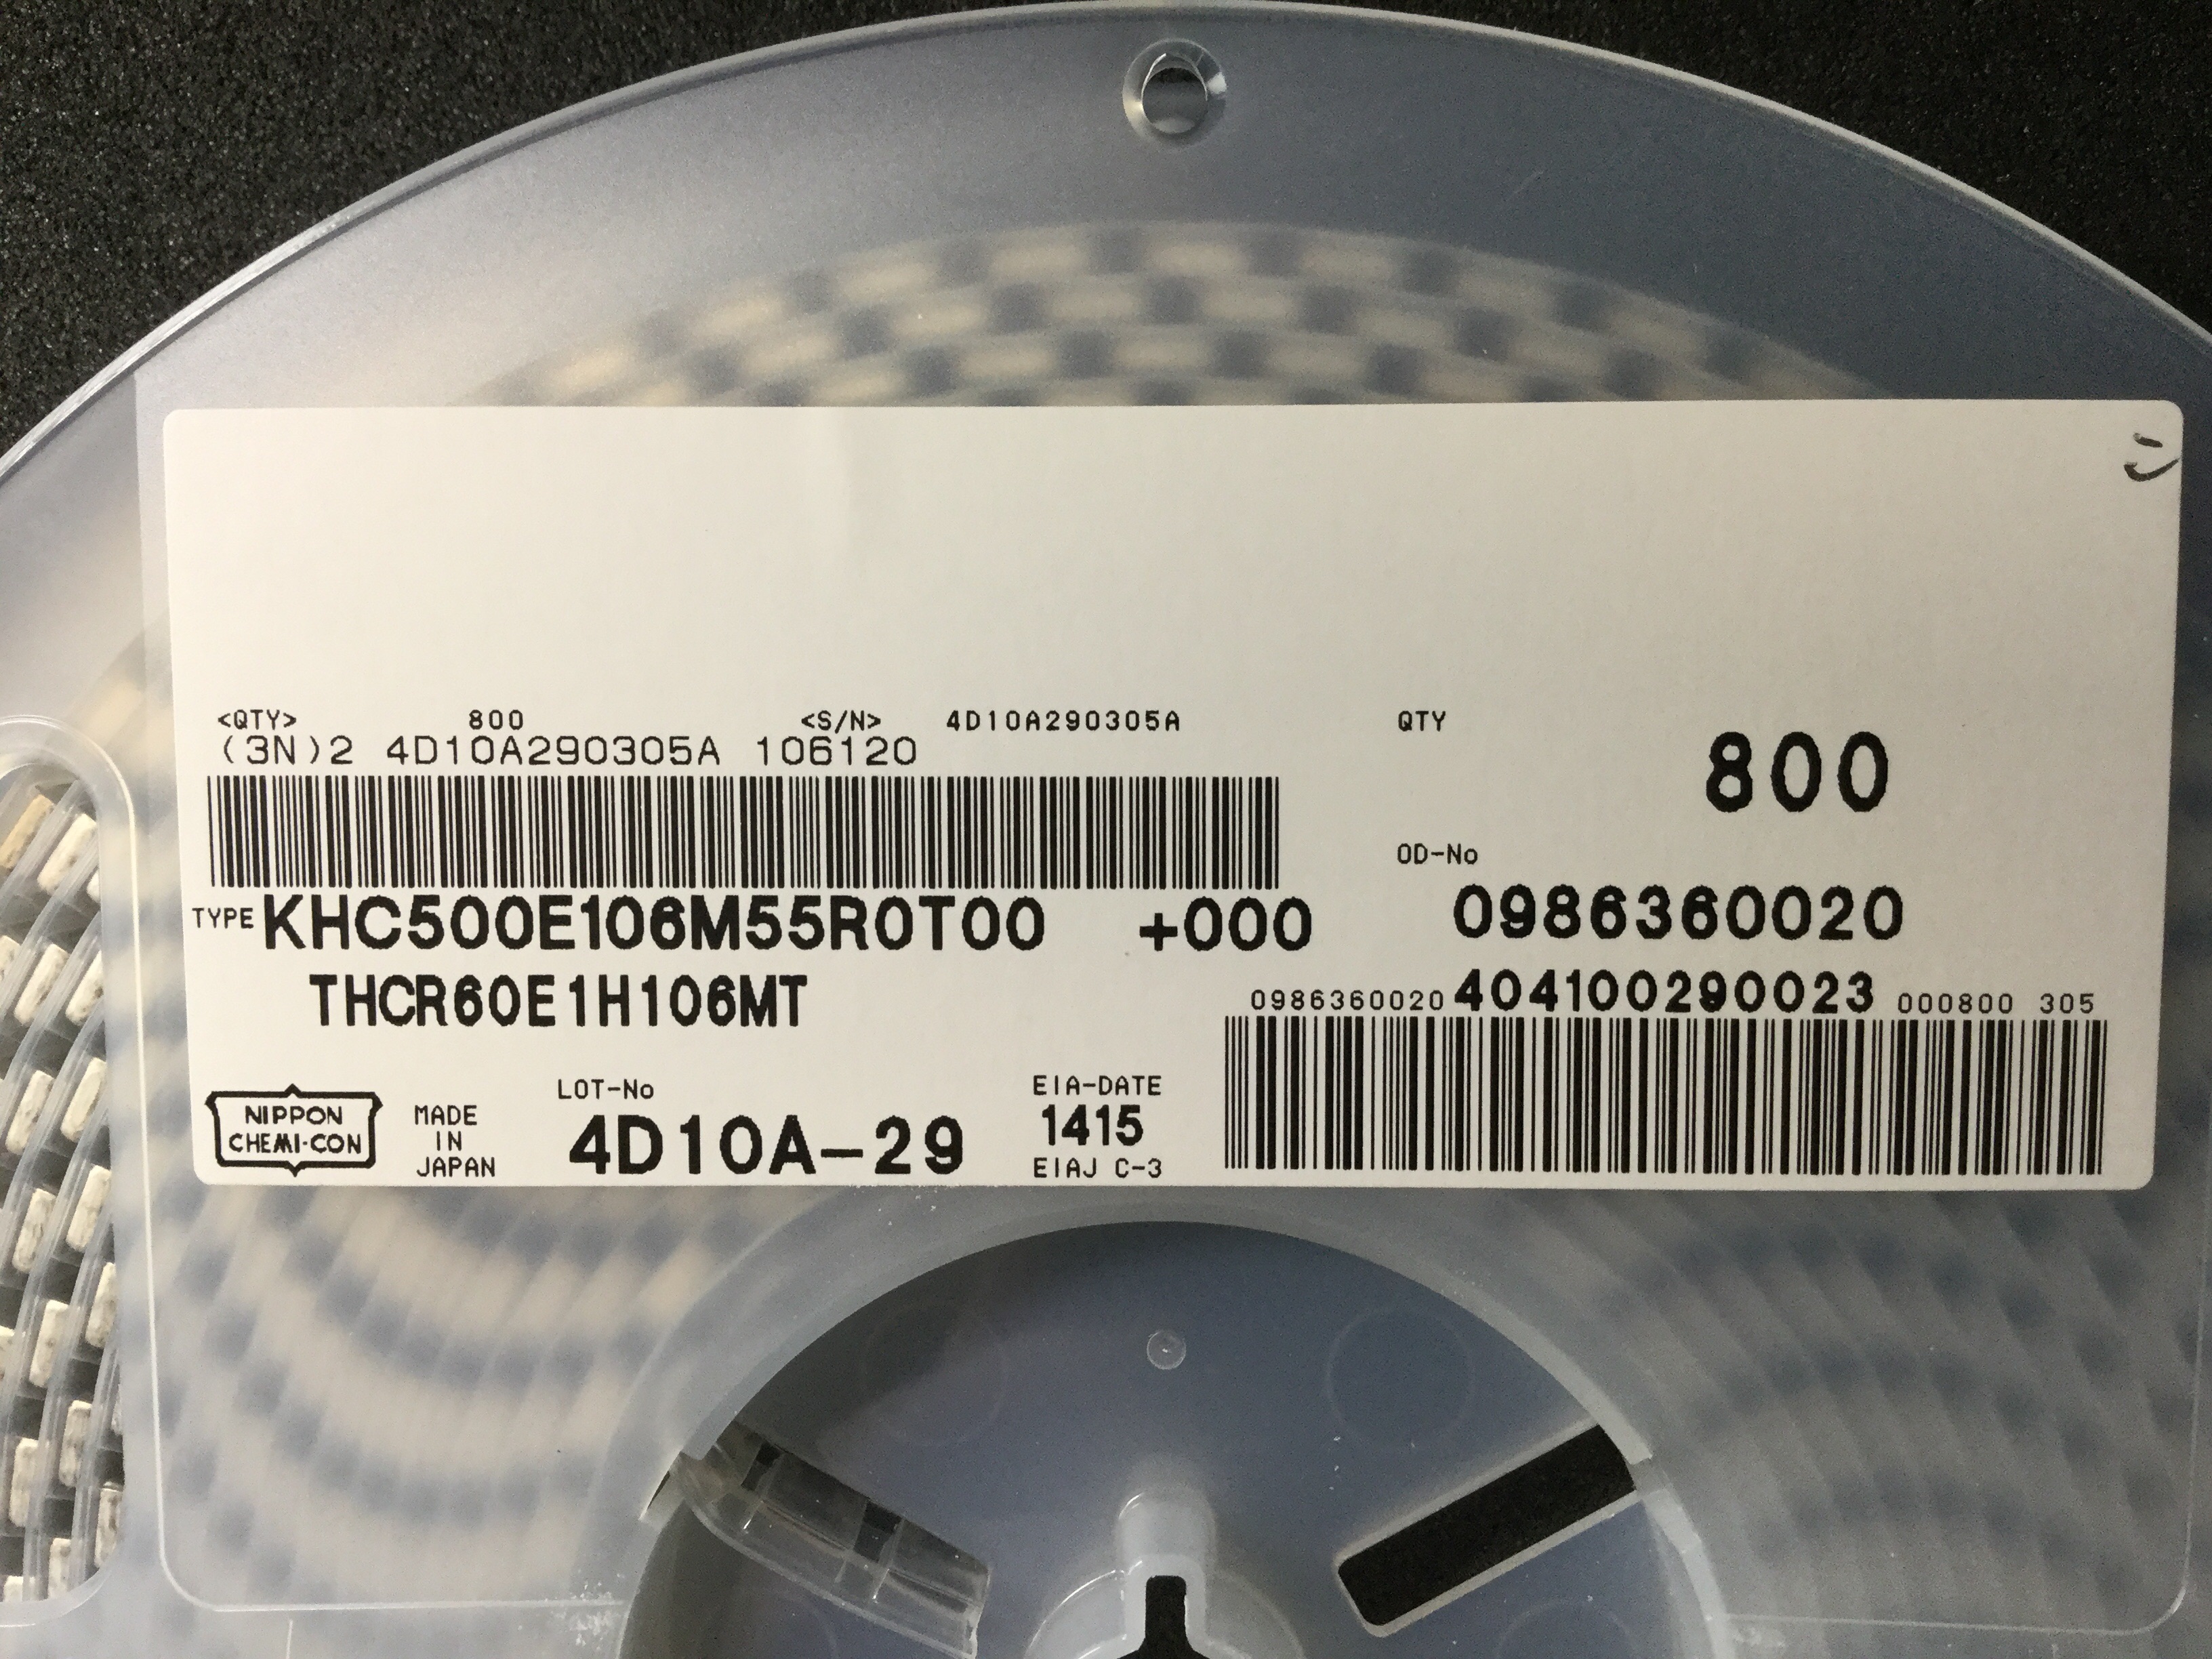 <QTY> 800 <S/N> 4D10A290305A
(3N)2 4D10A290305A 106120
QTY
800
OD-No
0986360020
TYPE KHC500E106M55R0T00 +000
THCR60E1H106MT
0986360020 404100290023 000800 305
NIPPON
CHEMI-CON
MADE
IN
JAPAN
LOT-No
4D10A-29
EIA-DATE
1415
EIAJ C-3